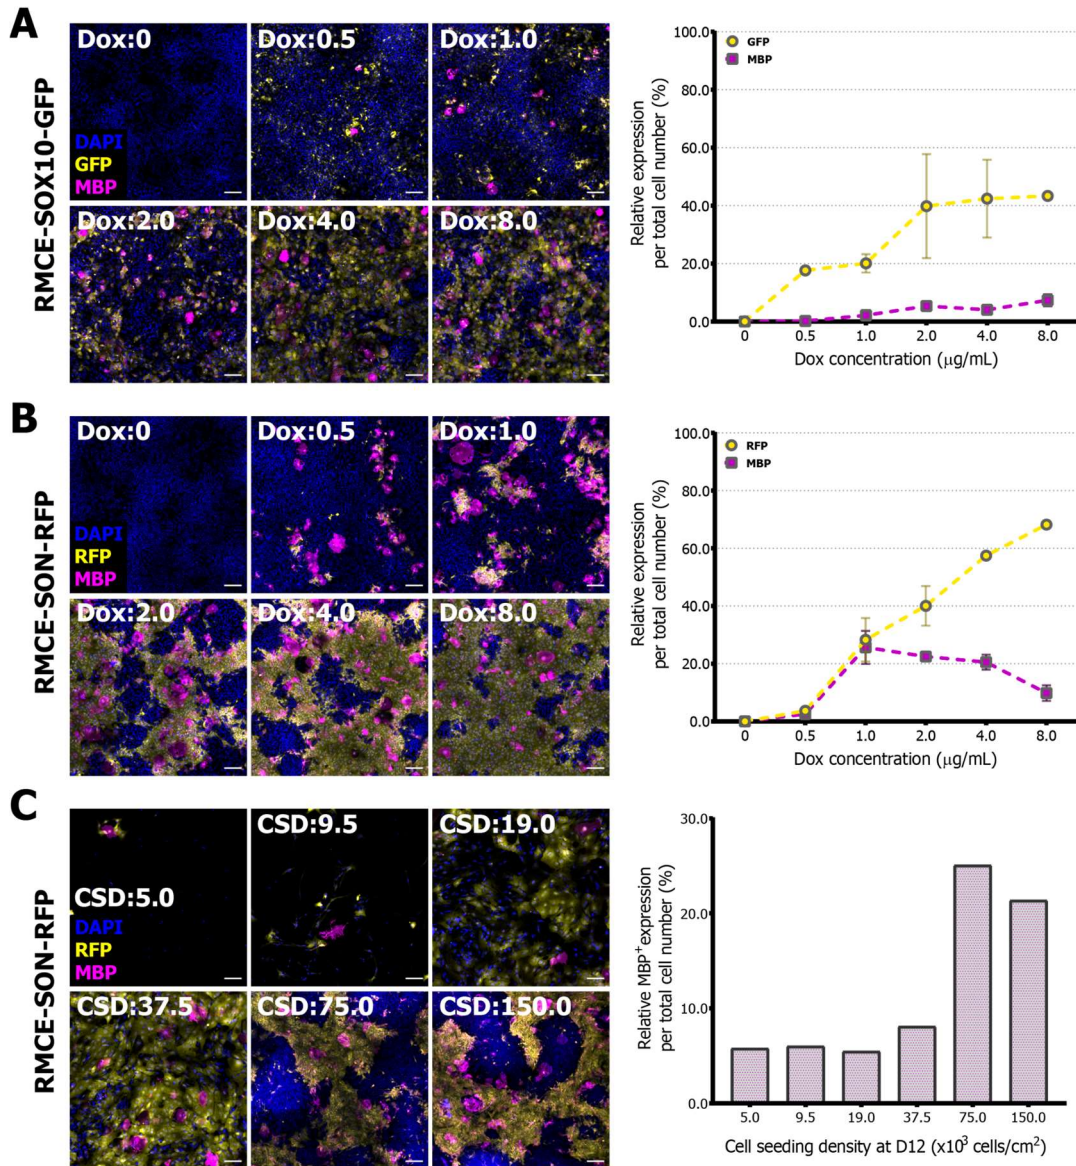 A
RMCE-SOX10-GFP
Dox:0
Dox:0.5
Dox:1.0
DAPI
GFP
MBP
Dox:2.0
Dox:4.0
Dox:8.0
Relative expression
per total cell number (%)
100.0
80.0
60.0
40.0
20.0
0.0
GFP
MBP
0
0.5
1.0
2.0
4.0
8.0
Dox concentration (μg/mL)
B
RMCE-SON-RFP
Dox:0
Dox:0.5
Dox:1.0
DAPI
RFP
MBP
Dox:2.0
Dox:4.0
Dox:8.0
Relative expression
per total cell number (%)
100.0
80.0
60.0
40.0
20.0
0.0
RFP
MBP
0
0.5
1.0
2.0
4.0
8.0
Dox concentration (μg/mL)
C
RMCE-SON-RFP
CSD:5.0
CSD:9.5
CSD:19.0
DAPI
RFP
MBP
CSD:37.5
CSD:75.0
CSD:150.0
Relative MBP⁺expression
per total cell number (%)
30.0
20.0
10.0
0.0
5.0
9.5
19.0
37.5
75.0
150.0
Cell seeding density at D12 (x10³ cells/cm²)